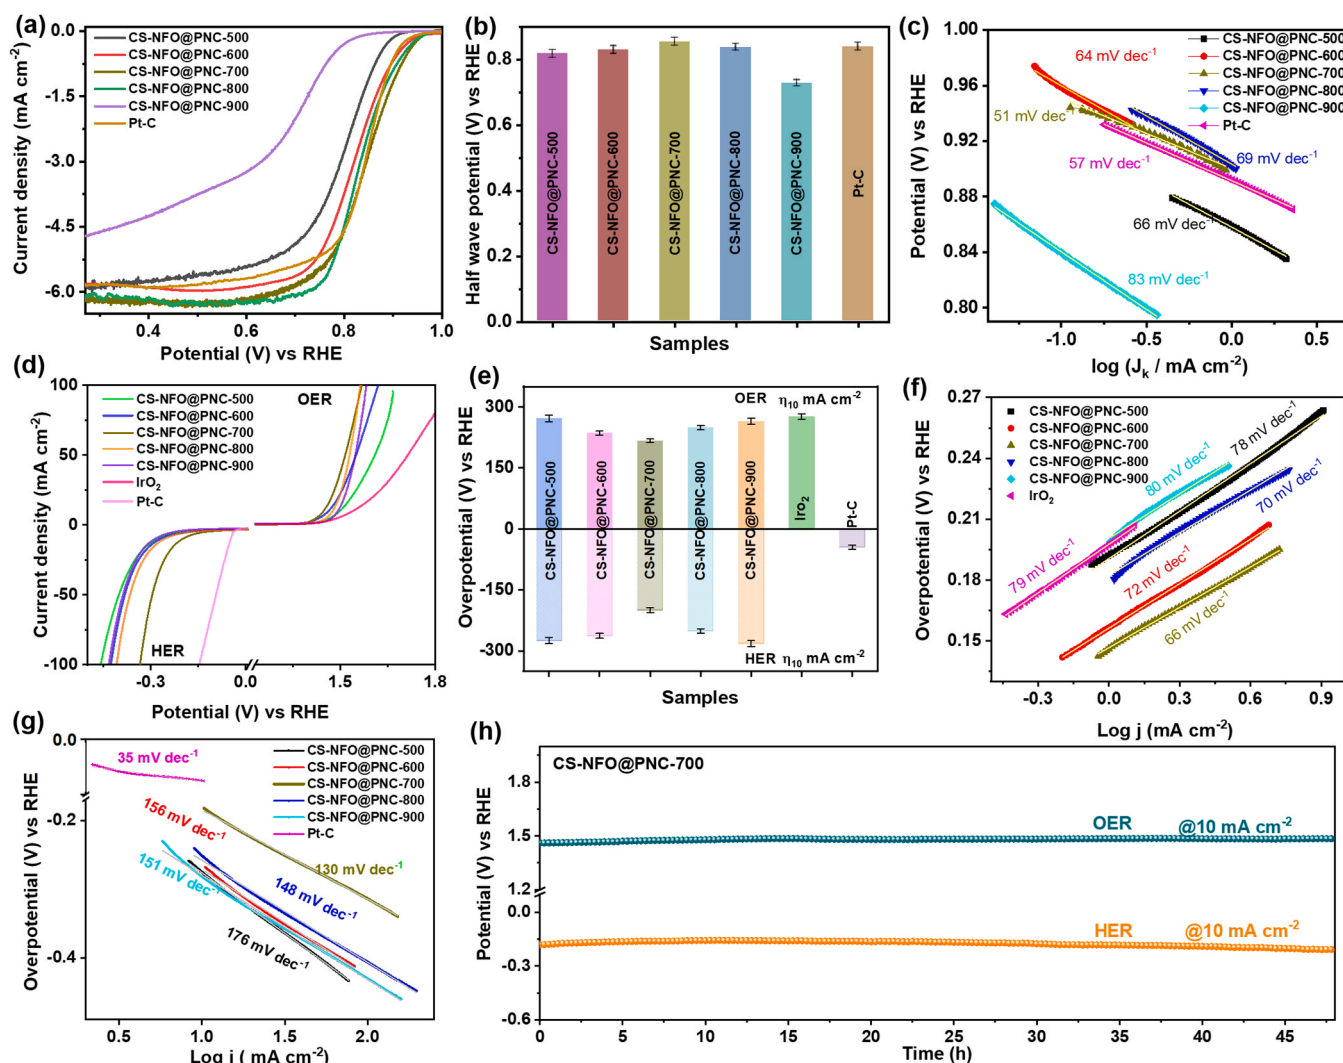 (a)
CS-NFO@PNC-500
CS-NFO@PNC-600
CS-NFO@PNC-700
CS-NFO@PNC-800
CS-NFO@PNC-900
Pt-C
0.0
-1.5
-3.0
-4.5
-6.0
Current density (mA cm⁻²)
0.4
0.6
0.8
1.0
Potential (V) vs RHE
(b)
Half wave potential (V) vs RHE
0.8
0.6
0.4
0.2
0.0
CS-NFO@PNC-500
CS-NFO@PNC-600
CS-NFO@PNC-700
CS-NFO@PNC-800
CS-NFO@PNC-900
Pt-C
Samples
(c)
Potential (V) vs RHE
1.00
0.96
0.92
0.88
0.84
0.80
CS-NFO@PNC-500
CS-NFO@PNC-600
CS-NFO@PNC-700
CS-NFO@PNC-800
CS-NFO@PNC-900
Pt-C
64 mV dec⁻¹
51 mV dec⁻¹
57 mV dec⁻¹
69 mV dec⁻¹
66 mV dec⁻¹
83 mV dec⁻¹
-1.0
-0.5
0.0
0.5
log (Jₖ / mA cm⁻²)
(d)
Current density (mA cm⁻²)
100
50
0
-50
-100
CS-NFO@PNC-500
CS-NFO@PNC-600
CS-NFO@PNC-700
CS-NFO@PNC-800
CS-NFO@PNC-900
IrO₂
Pt-C
OER
HER
-0.3
0.0
1.5
1.8
Potential (V) vs RHE
(e)
Overpotential (V) vs RHE
300
150
0
-150
-300
OER η₁₀ mA cm⁻²
CS-NFO@PNC-500
CS-NFO@PNC-600
CS-NFO@PNC-700
CS-NFO@PNC-800
CS-NFO@PNC-900
Iro₂
Pt-C
HER η₁₀ mA cm⁻²
Samples
(f)
Overpotential (V) vs RHE
0.27
0.24
0.21
0.18
0.15
CS-NFO@PNC-500
CS-NFO@PNC-600
CS-NFO@PNC-700
CS-NFO@PNC-800
CS-NFO@PNC-900
IrO₂
78 mV dec⁻¹
80 mV dec⁻¹
70 mV dec⁻¹
79 mV dec⁻¹
72 mV dec⁻¹
66 mV dec⁻¹
-0.3
0.0
0.3
0.6
0.9
Log j (mA cm⁻²)
(g)
Overpotential (V) vs RHE
0.0
-0.2
-0.4
35 mV dec⁻¹
CS-NFO@PNC-500
CS-NFO@PNC-600
CS-NFO@PNC-700
CS-NFO@PNC-800
CS-NFO@PNC-900
Pt-C
156 mV dec⁻¹
130 mV dec⁻¹
151 mV dec⁻¹
148 mV dec⁻¹
176 mV dec⁻¹
0.5
1.0
1.5
2.0
Log j ( mA cm⁻²)
(h)
CS-NFO@PNC-700
Potential (V) vs RHE
1.8
1.5
1.2
0.0
-0.3
-0.6
OER @10 mA cm⁻²
HER @10 mA cm⁻²
0
5
10
15
20
25
30
35
40
45
Time (h)